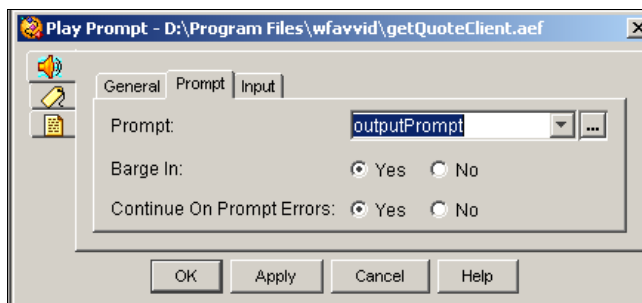 Play Prompt - D:\Program Files\wfavvid\getQuoteClient.aef
General Prompt Input
Prompt: outputPrompt ...
Barge In: Yes No
Continue On Prompt Errors: Yes No
OK Apply Cancel Help